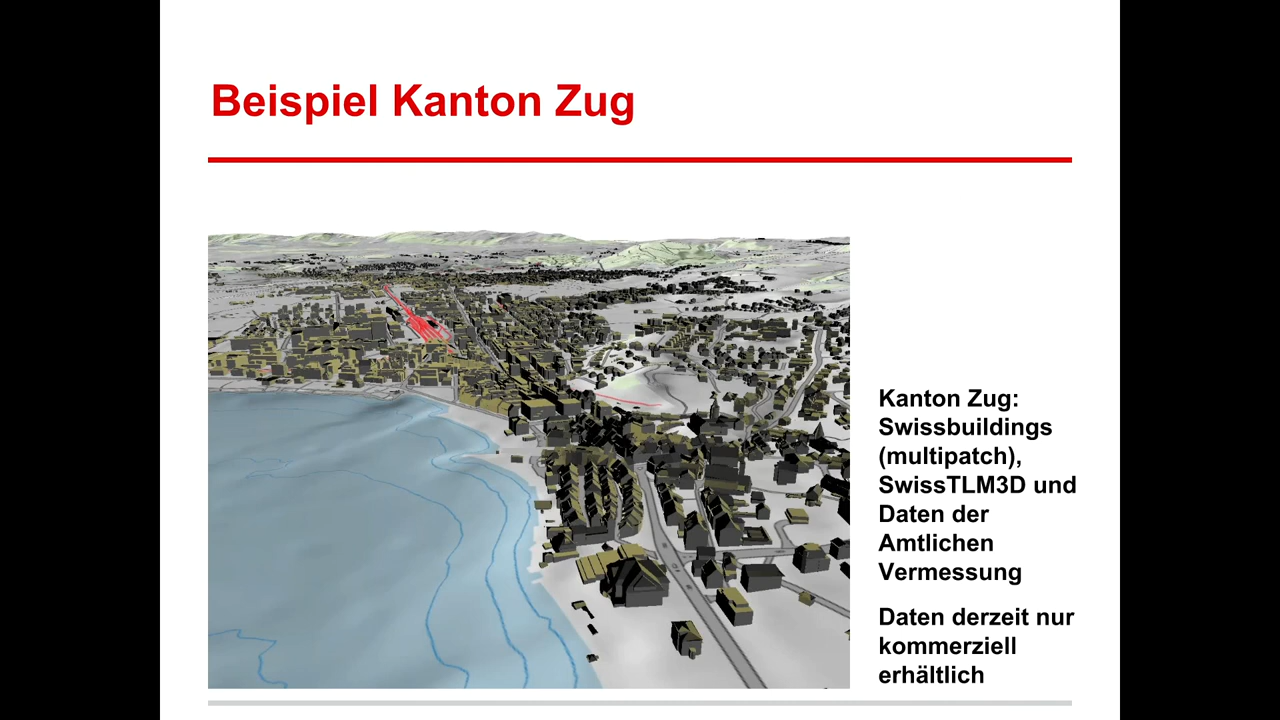 Beispiel Kanton Zug
Kanton Zug:
Swissbuildings
(multipatch),
SwissTLM3D und
Daten der
Amtlichen
Vermessung
Daten derzeit nur
kommerziell
erhältlich